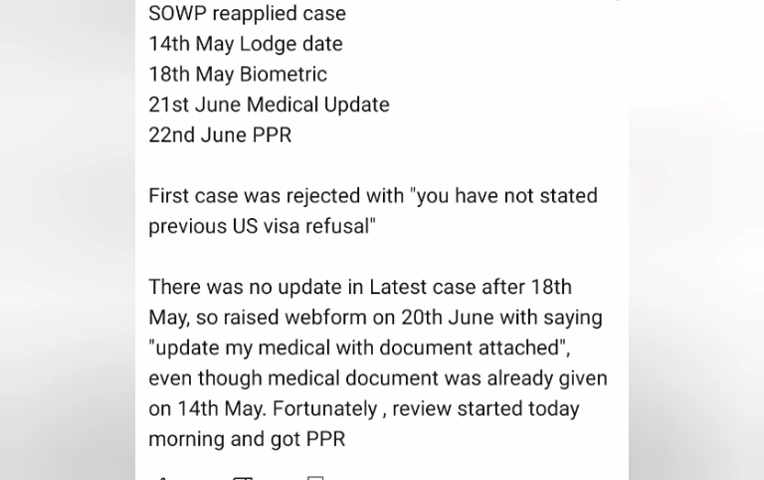 SOWP reapplied case
14th May Lodge date
18th May Biometric
21st June Medical Update
22nd June PPR
First case was rejected with "you have not stated
previous US visa refusal"
There was no update in Latest case after 18th
May, so raised webform on 20th June with saying
"update my medical with document attached",
even though medical document was already given
on 14th May. Fortunately , review started today
morning and got PPR